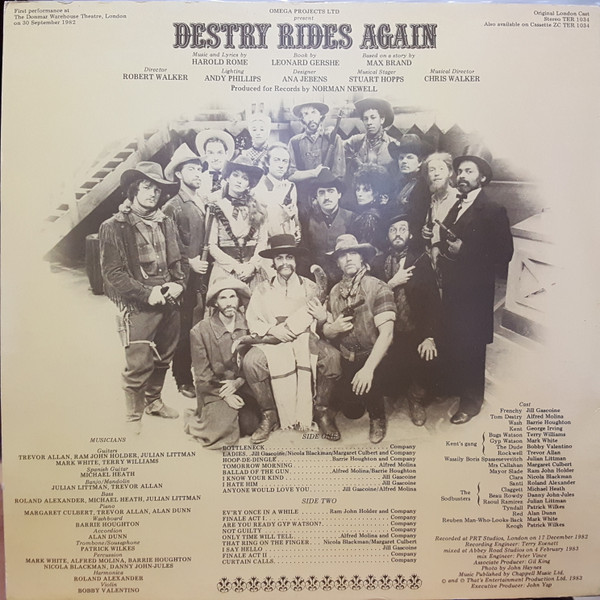 First performance at
The Donmar Warehouse Theatre, London
on 30 September 1982
OMEGA PROJECTS LTD
present
Original London Cast
Stereo TER 1034
Also available on Cassette ZC TER 1034
DESTRY RIDES AGAIN
Music and Lyrics by
HAROLD ROME
Book by
LEONARD GERSHE
Based on a story by
MAX BRAND
Director
ROBERT WALKER
Lighting
ANDY PHILLIPS
Designer
ANA JEBENS
Musical Stager
STUART HOPPS
Musical Director
CHRIS WALKER
Produced for Records by NORMAN NEWELL
MUSICIANS
Guitars
TREVOR ALLAN, RAM JOHN HOLDER, JULIAN LITTMAN
MARK WHITE, TERRY WILLIAMS
Spanish Guitar
MICHAEL HEATH
Banjo/Mandolin
JULIAN LITTMAN, TREVOR ALLAN
Bass
ROLAND ALEXANDER, MICHAEL HEATH, JULIAN LITTMAN
Piano
MARGARET CULBERT, TREVOR ALLAN, ALAN DUNN
Washboard
BARRIE HOUGHTON
Accordion
ALAN DUNN
Trombone/Sousaphone
PATRICK WILKES
Percussion
MARK WHITE, ALFRED MOLINA, BARRIE HOUGHTON
NICOLA BLACKMAN, DANNY JOHN-JULES
Harmonica
ROLAND ALEXANDER
Violin
BOBBY VALENTINO
SIDE ONE
BOTTLENECK Company
LADIES Jill Gascoine/Nicola Blackman/Margaret Culbert and Company
HOOP-DE-DINGLE Barrie Houghton and Company
TOMORROW MORNING Alfred Molina
BALLAD OF THE GUN Alfred Molina/Barrie Houghton
I KNOW YOUR KIND Jill Gascoine
I HATE HIM Jill Gascoine
ANYONE WOULD LOVE YOU Jill Gascoine/Alfred Molina
SIDE TWO
EV'RY ONCE IN A WHILE Ram John Holder and Company
FINALE ACT I Company
ARE YOU READY GYP WATSON? Company
NOT GUILTY Company
ONLY TIME WILL TELL Alfred Molina and Company
THAT RING ON THE FINGER Nicola Blackman/Margaret Culbert and Company
I SAY HELLO Jill Gascoine
FINALE ACT II Company
CURTAIN CALLS Company
Cast
Frenchy Jill Gascoine
Tom Destry Alfred Molina
Wash Barrie Houghton
Kent George Irving
Kent's gang
Bugs Watson Terry Williams
Gyp Watson Mark White
The Dude Bobby Valentino
Rockwell Trevor Allan
Wassily Boris Spannesvelevitch Julian Littman
Mrs Callahan Margaret Culbert
Mayor Slade Ram John Holder
Clara Nicola Blackman
Santi Roland Alexander
The Sodbusters
Claggett Michael Heath
Beau Rowdy Danny John-Jules
Raoul Ramirez Julian Littman
Tyndall Patrick Wilkes
Red Alan Dunn
Reuben Man-Who-Looks-Back Mark White
Keogh Patrick Wilkes
Recorded at PRT Studios, London on 17 December 1982
Recording Engineer: Terry Evennett
mixed at Abbey Road Studios on 4 February 1983
mix Engineer: Peter Vince
Associate Producer: Gil King
Photo by John Haynes
Music Published by Chappell Music Ltd.
© and ℗ That's Entertainment Production Ltd. 1982
Executive Producer: John Yap